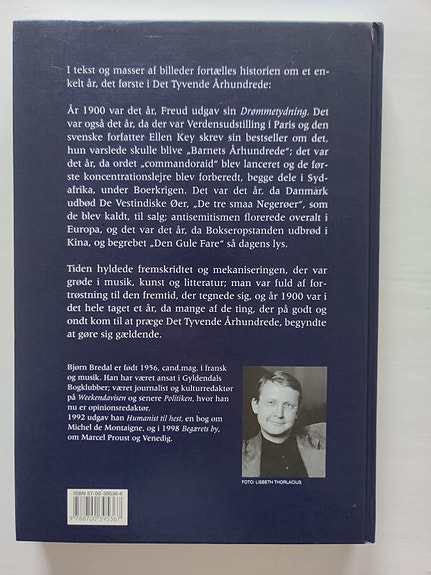 I tekst og masser af billeder fortælles historien om et en-
kelt år, det første i Det Tyvende Århundrede:
År 1900 var det år, Freud udgav sin Drømmetydning. Det
var også det år, da der var Verdensudstilling i Paris og den
svenske forfatter Ellen Key skrev sin bestseller om det,
hun varslede skulle blive „Barnets Århundrede“; det var
det år, da ordet „commandoraid“ blev lanceret og de før-
ste koncentrationslejre blev forberedt, begge dele i Syd-
afrika, under Boerkrigen. Det var det år, da Danmark
udbød De Vestindiske Øer, „De tre smaa Negerøer“, som
de blev kaldt, til salg; antisemitismen florerede overalt i
Europa, og det var det år, da Bokseropstanden udbrød i
Kina, og begrebet „Den Gule Fare“ så dagens lys.
Tiden hyldede fremskridtet og mekaniseringen, der var
grøde i musik, kunst og litteratur; man var fuld af for-
trøstning til den fremtid, der tegnede sig, og år 1900 var i
det hele taget et år, da mange af de ting, der på godt og
ondt kom til at præge Det Tyvende Århundrede, begyndte
at gøre sig gældende.
Bjørn Bredal er født 1956, cand.mag. i fransk
og musik. Han har været ansat i Gyldendals
Bogklubber; været journalist og kulturredaktør
på Weekendavisen og senere Politiken, hvor han
nu er opinionsredaktør.
1992 udgav han Humanist til hest, en bog om
Michel de Montaigne, og i 1998 Begærets by,
om Marcel Proust og Venedig.
FOTO: LISBETH THORLACIUS
ISBN 87-00-39536-6
9 788700 395367